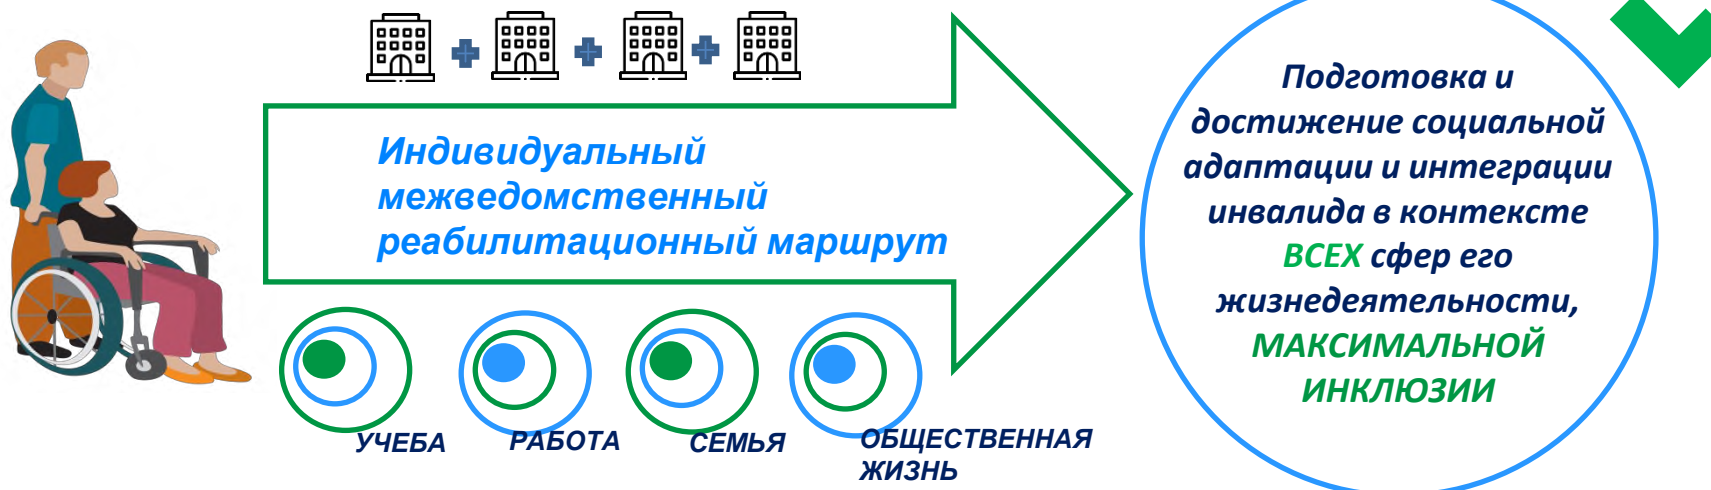 Индивидуальный
межведомственный
реабилитационный маршрут
УЧЕБА
РАБОТА
СЕМЬЯ
ОБЩЕСТВЕННАЯ
ЖИЗНЬ
Подготовка и
достижение социальной
адаптации и интеграции
инвалида в контексте
ВСЕХ сфер его
жизнедеятельности,
МАКСИМАЛЬНОЙ
ИНКЛЮЗИИ